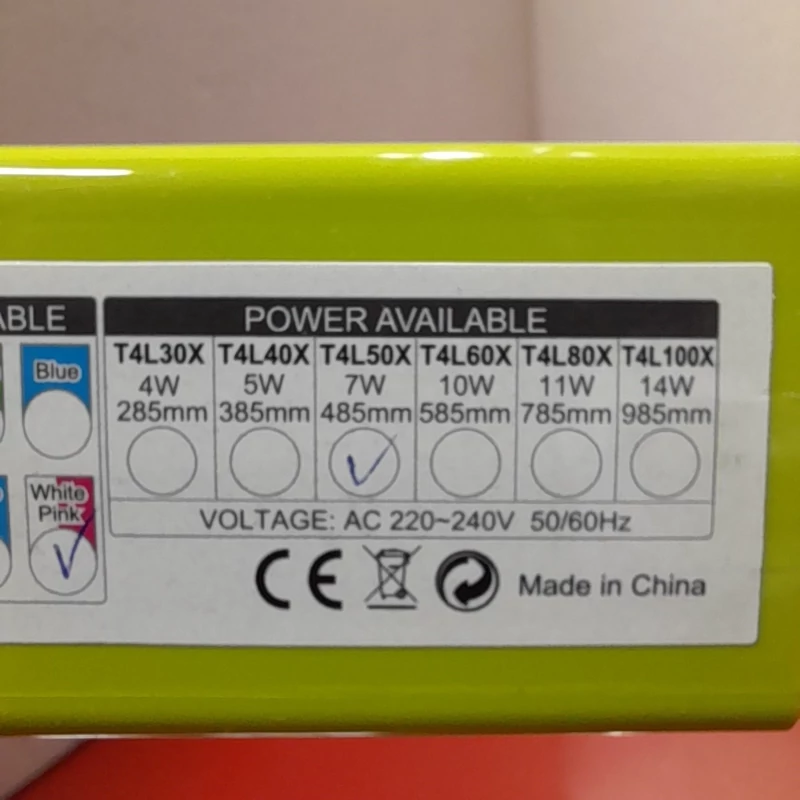 ABLE
Blue
White
Pink
POWER AVAILABLE
T4L30X T4L40X T4L50X T4L60X T4L80X T4L100X
4W 5W 7W 10W 11W 14W
285mm 385mm 485mm 585mm 785mm 985mm
VOLTAGE: AC 220~240V 50/60Hz
CE Made in China